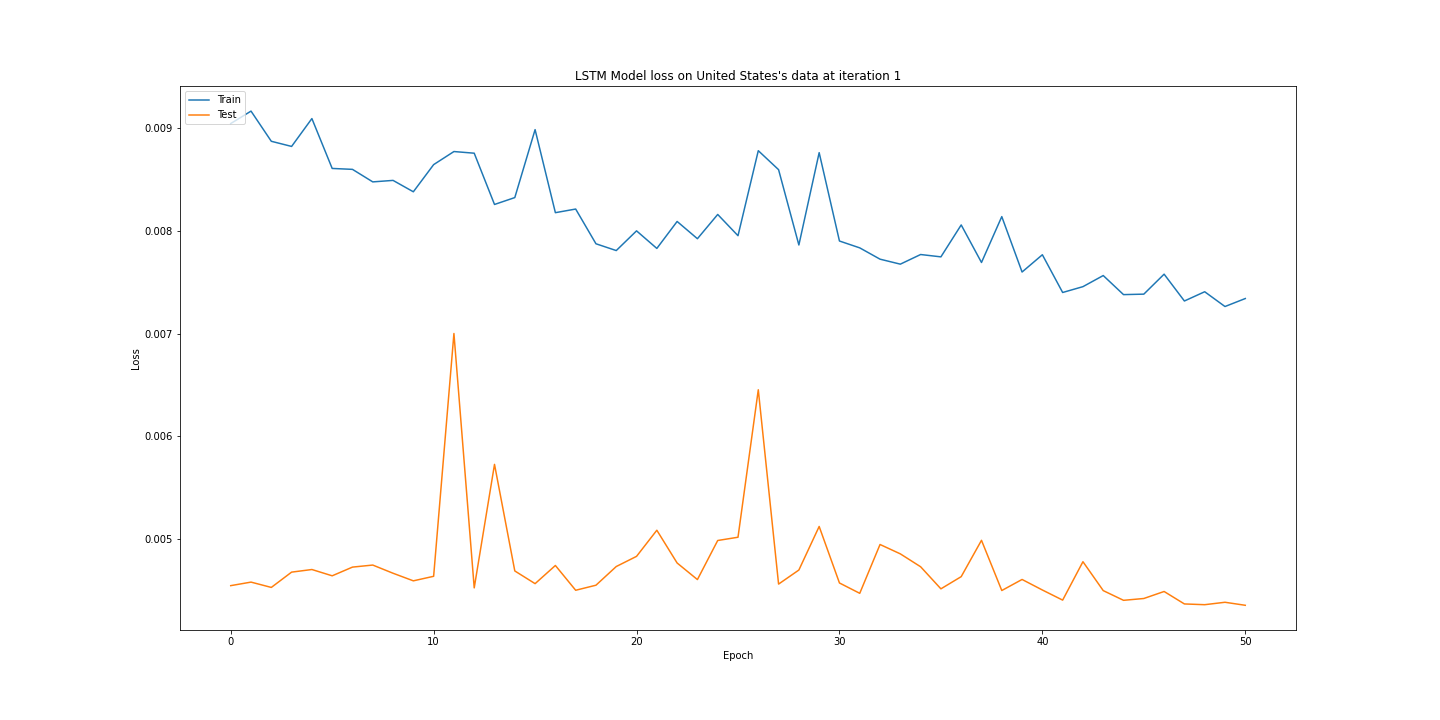 LSTM Model loss on United States's data at iteration 1
Train
Test
0.009
0.008
0.007
0.006
0.005
Loss
0 10 20 30 40 50
Epoch